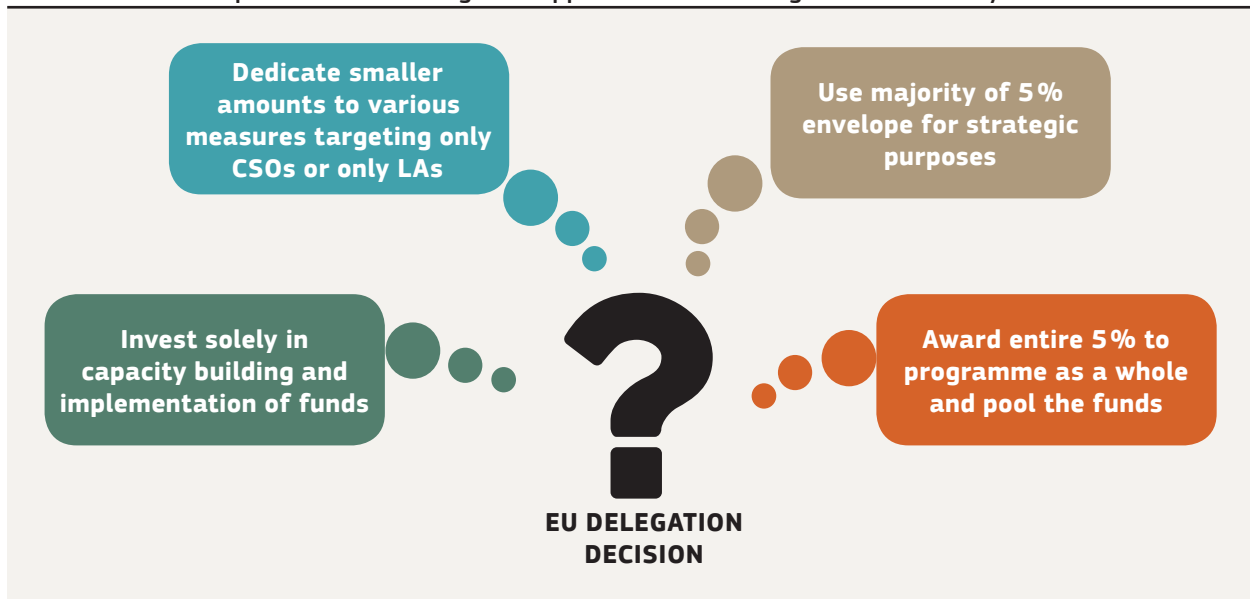 Dedicate smaller
amounts to various
measures targeting only
CSOs or only LAs
Use majority of 5 %
envelope for strategic
purposes
Invest solely in
capacity building and
implementation of funds
Award entire 5 % to
programme as a whole
and pool the funds
EU DELEGATION
DECISION